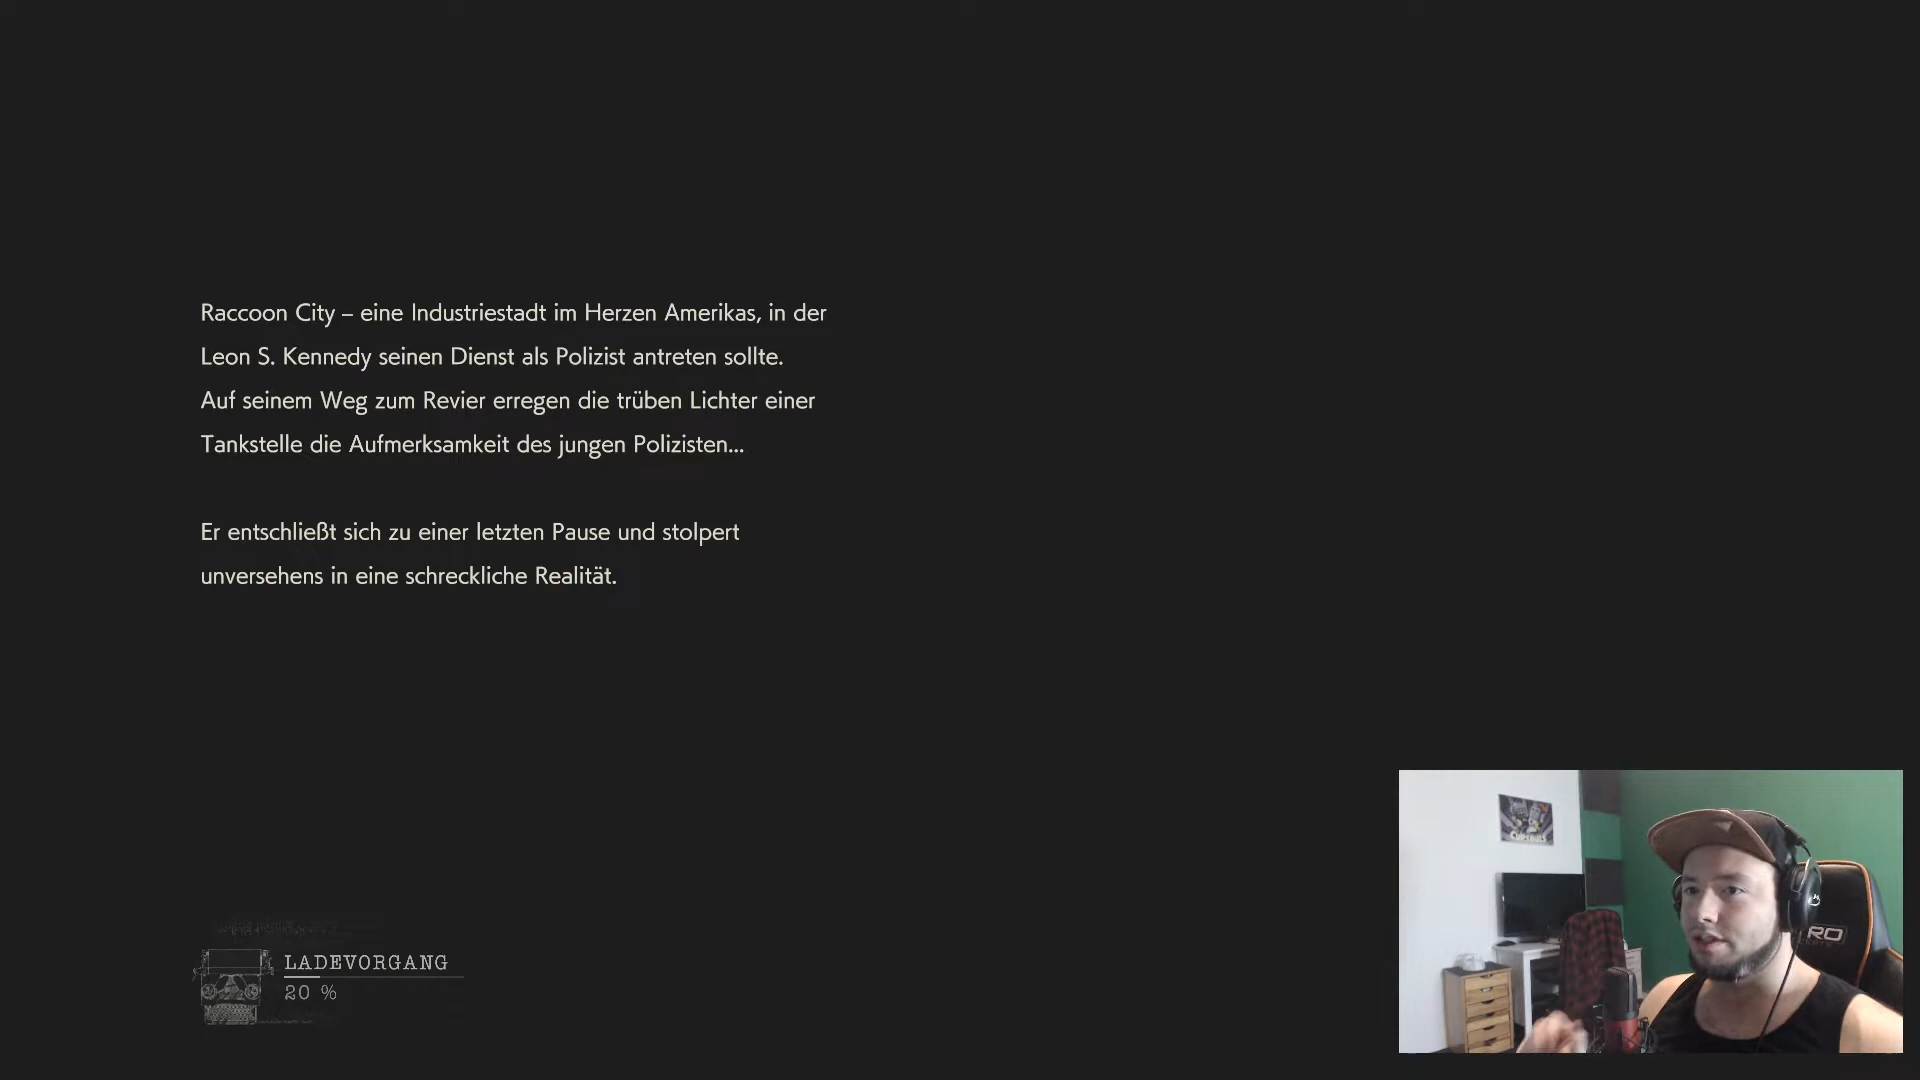 Raccoon City – eine Industriestadt im Herzen Amerikas, in der
Leon S. Kennedy seinen Dienst als Polizist antreten sollte.
Auf seinem Weg zum Revier erregen die trüben Lichter einer
Tankstelle die Aufmerksamkeit des jungen Polizisten...
Er entschließt sich zu einer letzten Pause und stolpert
unversehens in eine schreckliche Realität.
LADEVORGANG
20 %
RO